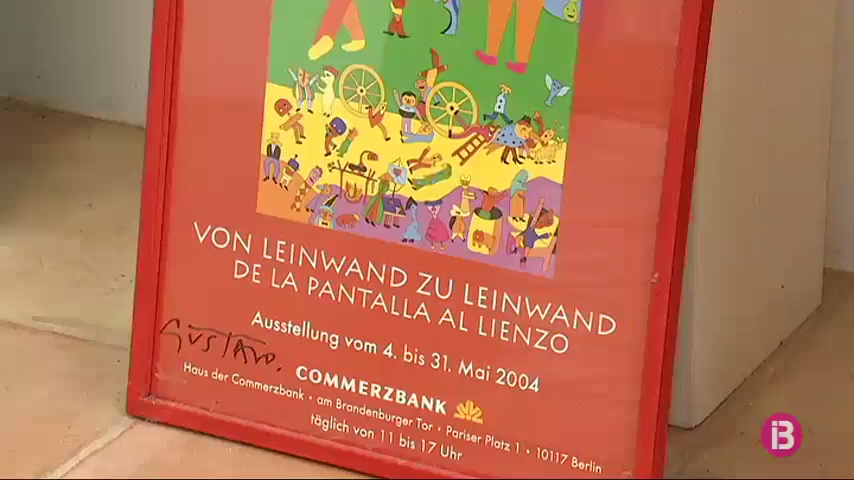 VON LEINWAND ZU LEINWAND
DE LA PANTALLA AL LIENZO
Ausstellung vom 4. bis 31. Mai 2004
GUSTAVO.
COMMERZBANK
Haus der Commerzbank • am Brandenburger Tor • Pariser Platz 1 • 10117 Berlin
täglich von 11 bis 17 Uhr
iB